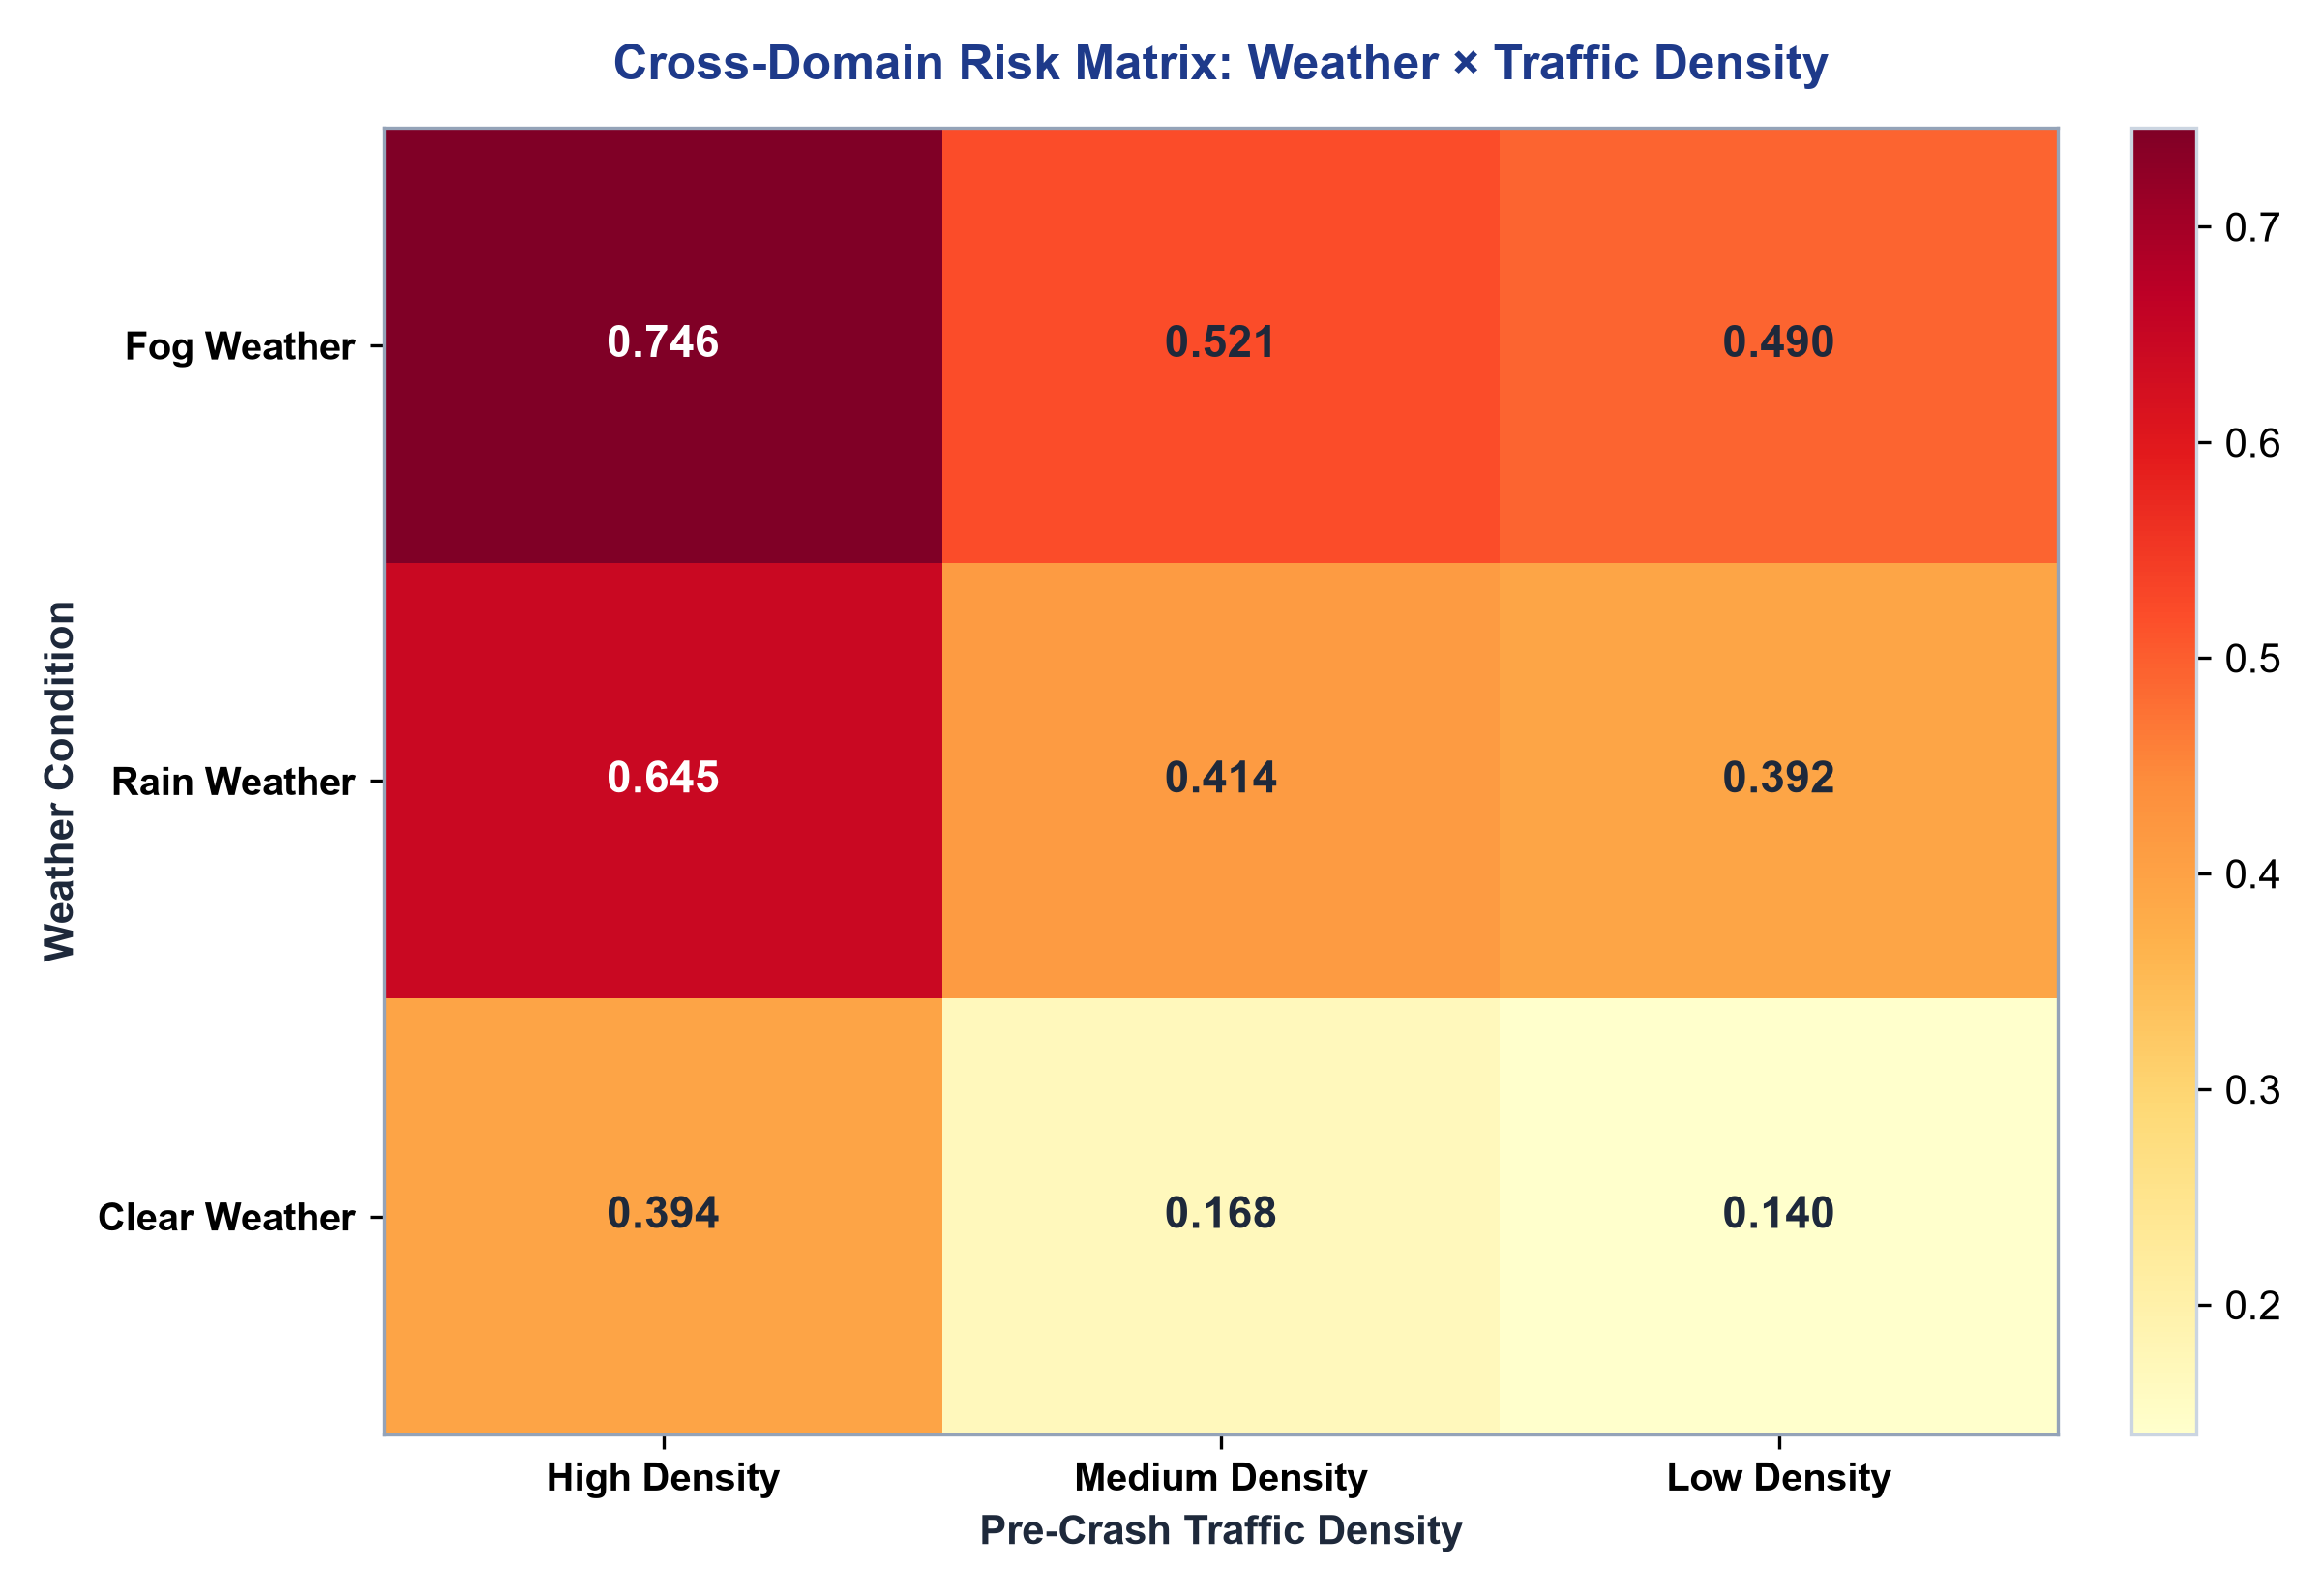 Cross-Domain Risk Matrix: Weather × Traffic Density
Weather Condition
Fog Weather
0.746
0.521
0.490
Rain Weather
0.645
0.414
0.392
Clear Weather
0.394
0.168
0.140
High Density
Medium Density
Low Density
Pre-Crash Traffic Density
0.7
0.6
0.5
0.4
0.3
0.2